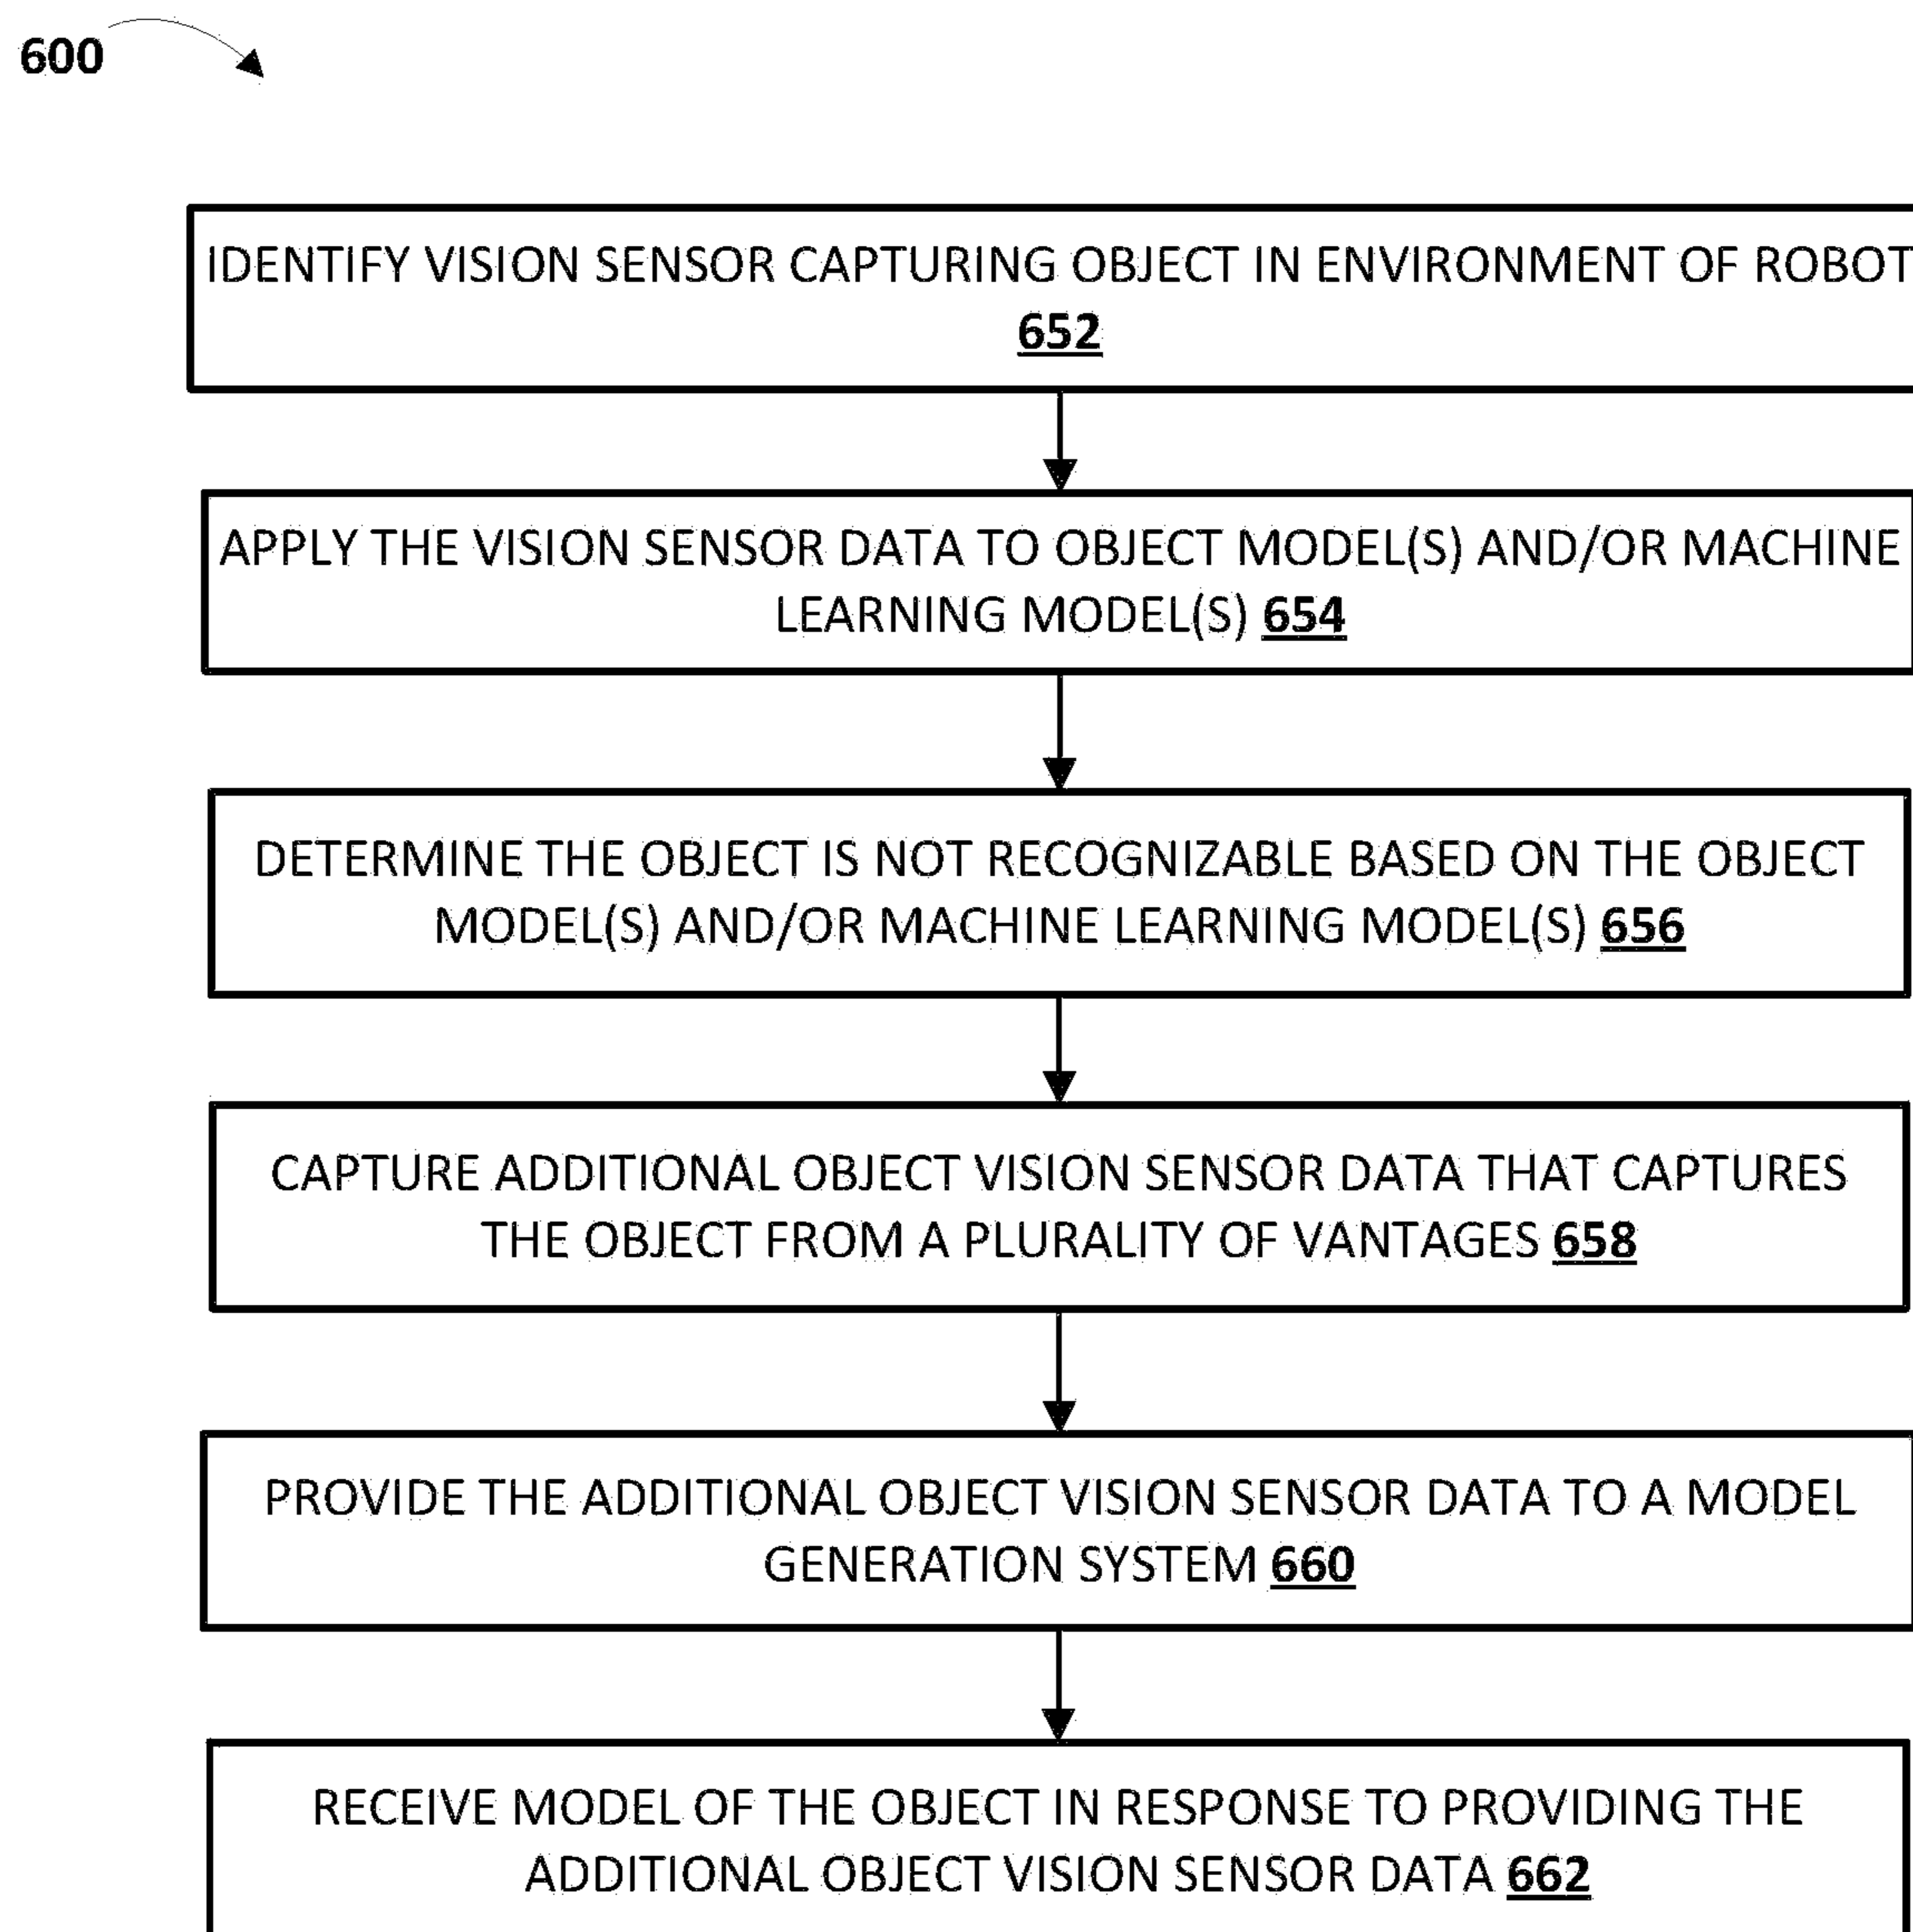 600
IDENTIFY VISION SENSOR CAPTURING OBJECT IN ENVIRONMENT OF ROBOT
652
APPLY THE VISION SENSOR DATA TO OBJECT MODEL(S) AND/OR MACHINE
LEARNING MODEL(S) 654
DETERMINE THE OBJECT IS NOT RECOGNIZABLE BASED ON THE OBJECT
MODEL(S) AND/OR MACHINE LEARNING MODEL(S) 656
CAPTURE ADDITIONAL OBJECT VISION SENSOR DATA THAT CAPTURES
THE OBJECT FROM A PLURALITY OF VANTAGES 658
PROVIDE THE ADDITIONAL OBJECT VISION SENSOR DATA TO A MODEL
GENERATION SYSTEM 660
RECEIVE MODEL OF THE OBJECT IN RESPONSE TO PROVIDING THE
ADDITIONAL OBJECT VISION SENSOR DATA 662